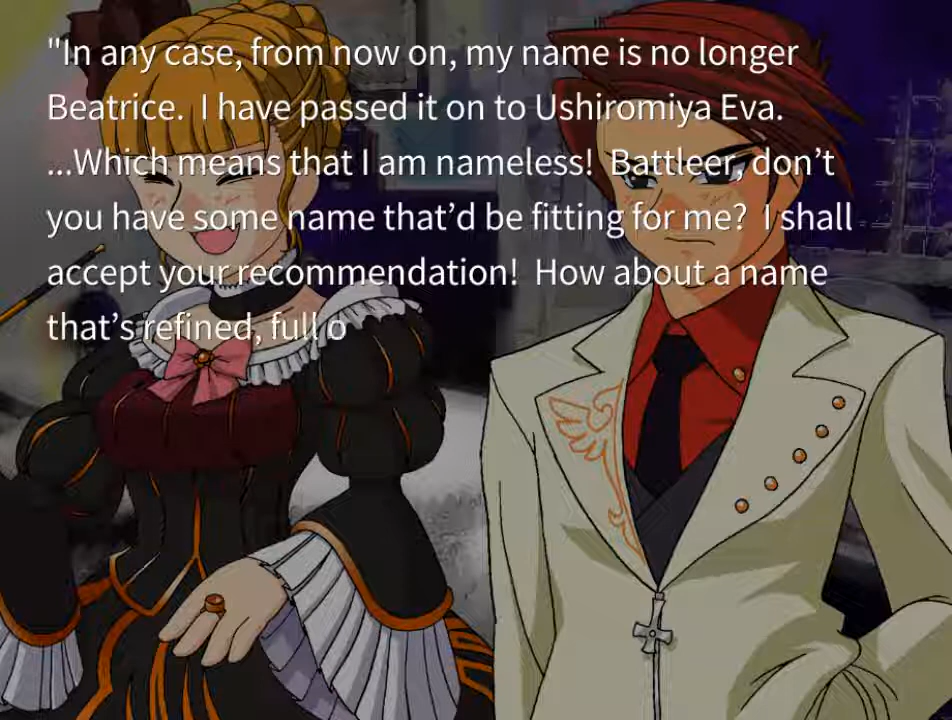 "In any case, from now on, my name is no longer
Beatrice.  I have passed it on to Ushiromiya Eva.
...Which means that I am nameless!  Battleer, don’t
you have some name that’d be fitting for me?  I shall
accept your recommendation!  How about a name
that’s refined, full o